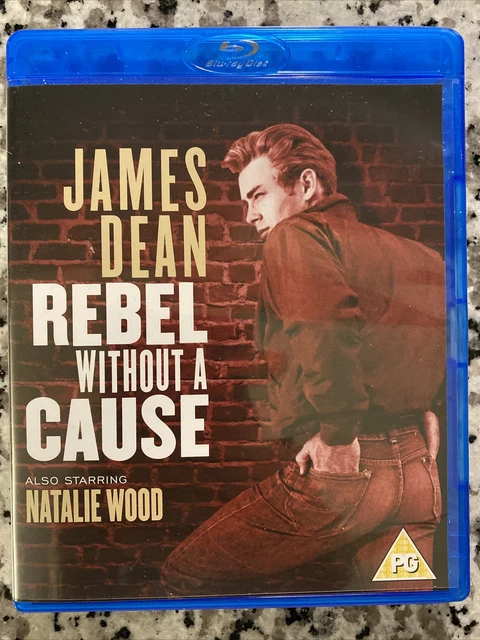 Blu-ray Disc
JAMES
DEAN
REBEL
WITHOUT A
CAUSE
ALSO STARRING
NATALIE WOOD
PG